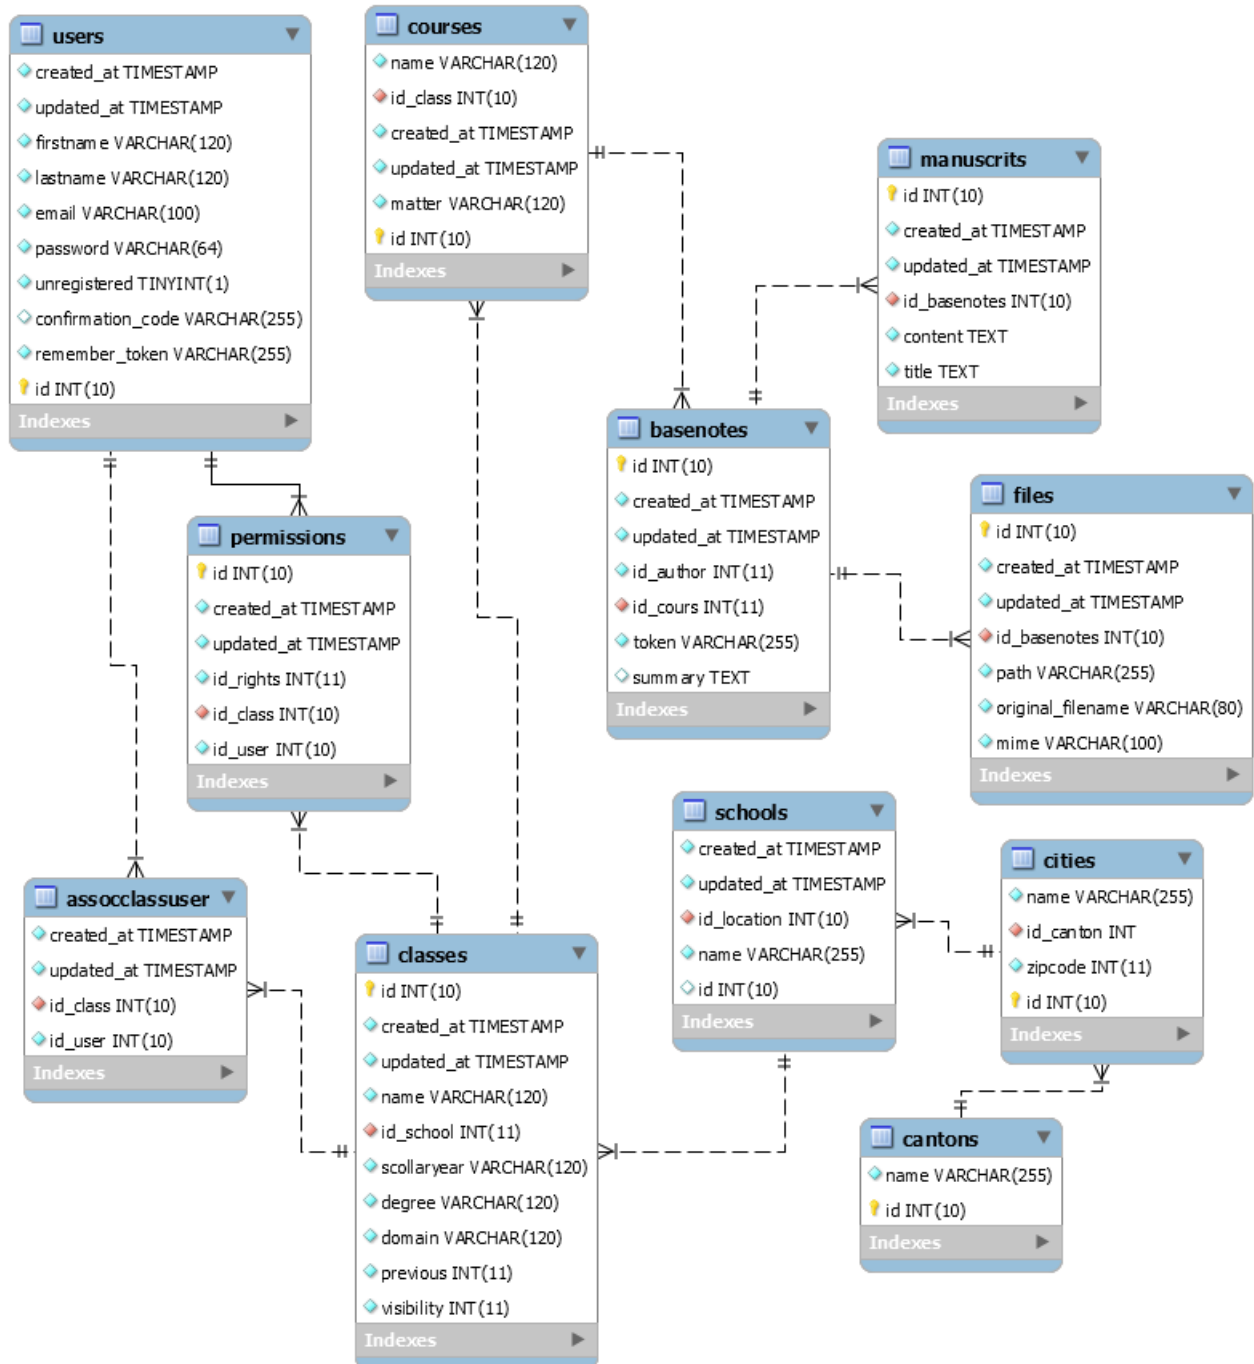 users
created_at TIMESTAMP
updated_at TIMESTAMP
firstname VARCHAR(120)
lastname VARCHAR(120)
email VARCHAR(100)
password VARCHAR(64)
unregistered TINYINT(1)
confirmation_code VARCHAR(255)
remember_token VARCHAR(255)
id INT(10)
Indexes
courses
name VARCHAR(120)
id_class INT(10)
created_at TIMESTAMP
updated_at TIMESTAMP
matter VARCHAR(120)
id INT(10)
Indexes
manuscrits
id INT(10)
created_at TIMESTAMP
updated_at TIMESTAMP
id_basenotes INT(10)
content TEXT
title TEXT
Indexes
basenotes
id INT(10)
created_at TIMESTAMP
updated_at TIMESTAMP
id_author INT(11)
id_cours INT(11)
token VARCHAR(255)
summary TEXT
Indexes
files
id INT(10)
created_at TIMESTAMP
updated_at TIMESTAMP
id_basenotes INT(10)
path VARCHAR(255)
original_filename VARCHAR(80)
mime VARCHAR(100)
Indexes
permissions
id INT(10)
created_at TIMESTAMP
updated_at TIMESTAMP
id_rights INT(11)
id_class INT(10)
id_user INT(10)
Indexes
assocclassuser
created_at TIMESTAMP
updated_at TIMESTAMP
id_class INT(10)
id_user INT(10)
Indexes
classes
id INT(10)
created_at TIMESTAMP
updated_at TIMESTAMP
name VARCHAR(120)
id_school INT(11)
scollaryear VARCHAR(120)
degree VARCHAR(120)
domain VARCHAR(120)
previous INT(11)
visibility INT(11)
Indexes
schools
created_at TIMESTAMP
updated_at TIMESTAMP
id_location INT(10)
name VARCHAR(255)
id INT(10)
Indexes
cities
name VARCHAR(255)
id_canton INT
zipcode INT(11)
id INT(10)
Indexes
cantons
name VARCHAR(255)
id INT(10)
Indexes